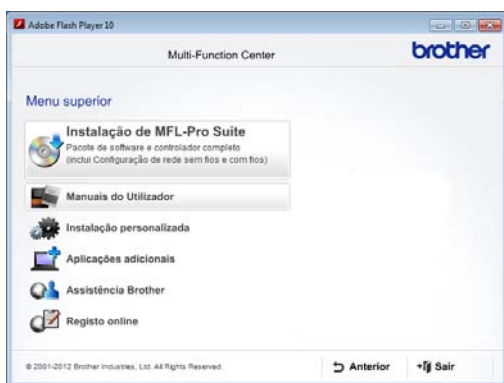 Adobe Flash Player 10
Multi-Function Center
brother
Menu superior
Instalação de MFL-Pro Suite
Pacote de software e controlador completo
(inclui Configuração de rede sem fios e com fios)
Manuais do Utilizador
Instalação personalizada
Aplicações adicionais
Assistência Brother
Registo online
© 2001-2012 Brother Industries, Ltd. All Rights Reserved.
Anterior
Sair